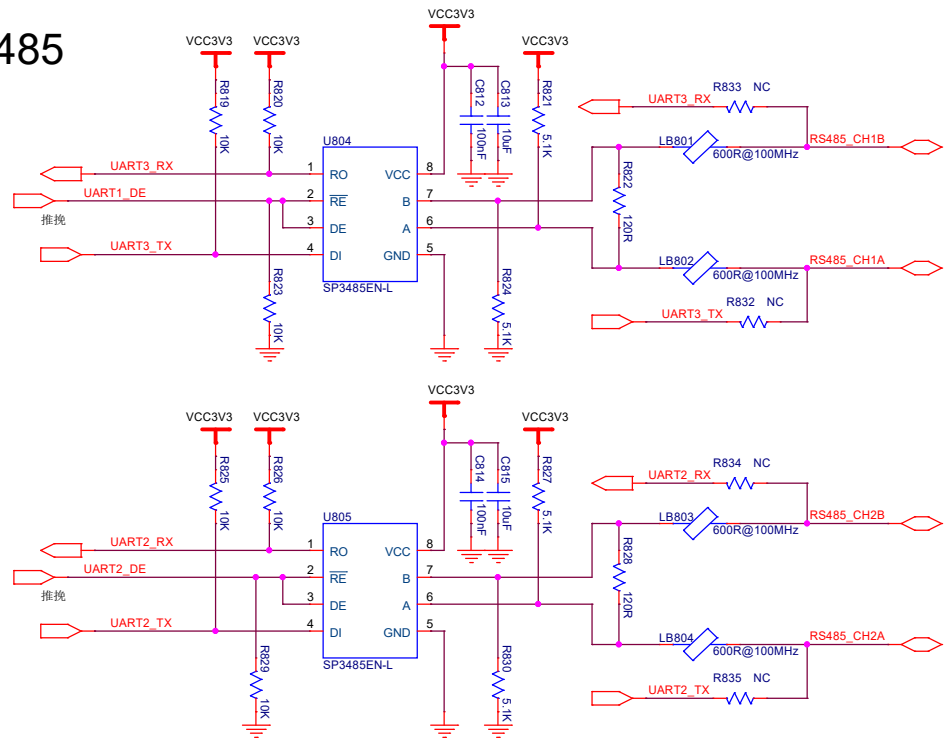 485
VCC3V3
VCC3V3
VCC3V3
VCC3V3
R819
10K
R820
10K
C812
100nF
C813
10uF
R821
5.1K
R833 NC
UART3_RX
LB801
600R@100MHz
RS485_CH1B
U804
UART3_RX
1
RO
VCC
8
UART1_DE
2
RE
B
7
推挽
3
DE
A
6
UART3_TX
4
DI
GND
5
SP3485EN-L
R822
120R
LB802
600R@100MHz
RS485_CH1A
R823
10K
R824
5.1K
R832 NC
UART3_TX
VCC3V3
VCC3V3
VCC3V3
VCC3V3
R825
10K
R826
10K
C814
100nF
C815
10uF
R827
5.1K
R834 NC
UART2_RX
LB803
600R@100MHz
RS485_CH2B
U805
UART2_RX
1
RO
VCC
8
UART2_DE
2
RE
B
7
推挽
3
DE
A
6
UART2_TX
4
DI
GND
5
SP3485EN-L
R828
120R
LB804
600R@100MHz
RS485_CH2A
R829
10K
R830
5.1K
R835 NC
UART2_TX